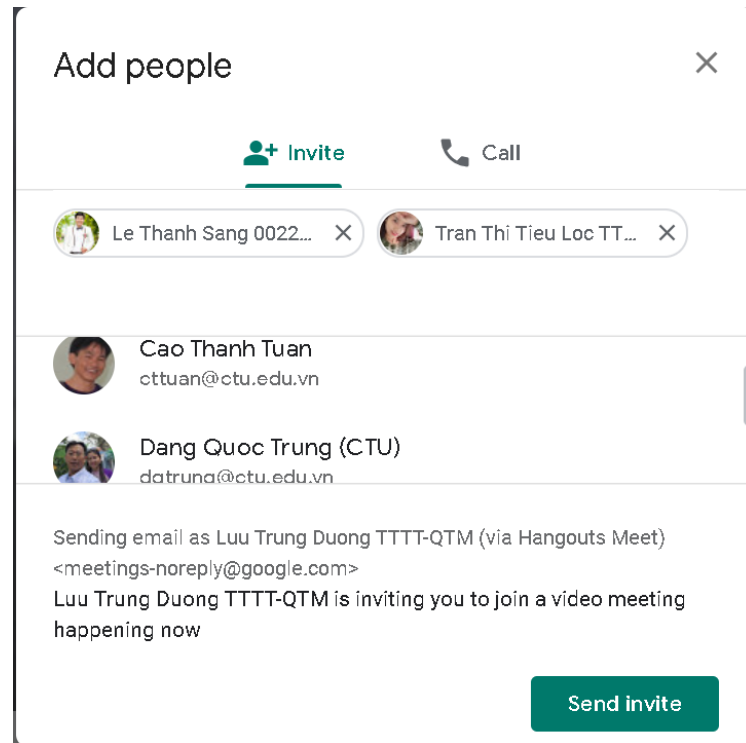 Add people
Invite Call
Le Thanh Sang 0022... Tran Thi Tieu Loc TT...
Cao Thanh Tuan
cttuan@ctu.edu.vn
Dang Quoc Trung (CTU)
dqtrung@ctu.edu.vn
Sending email as Luu Trung Duong TTTT-QTM (via Hangouts Meet)
<meetings-noreply@google.com>
Luu Trung Duong TTTT-QTM is inviting you to join a video meeting
happening now
Send invite